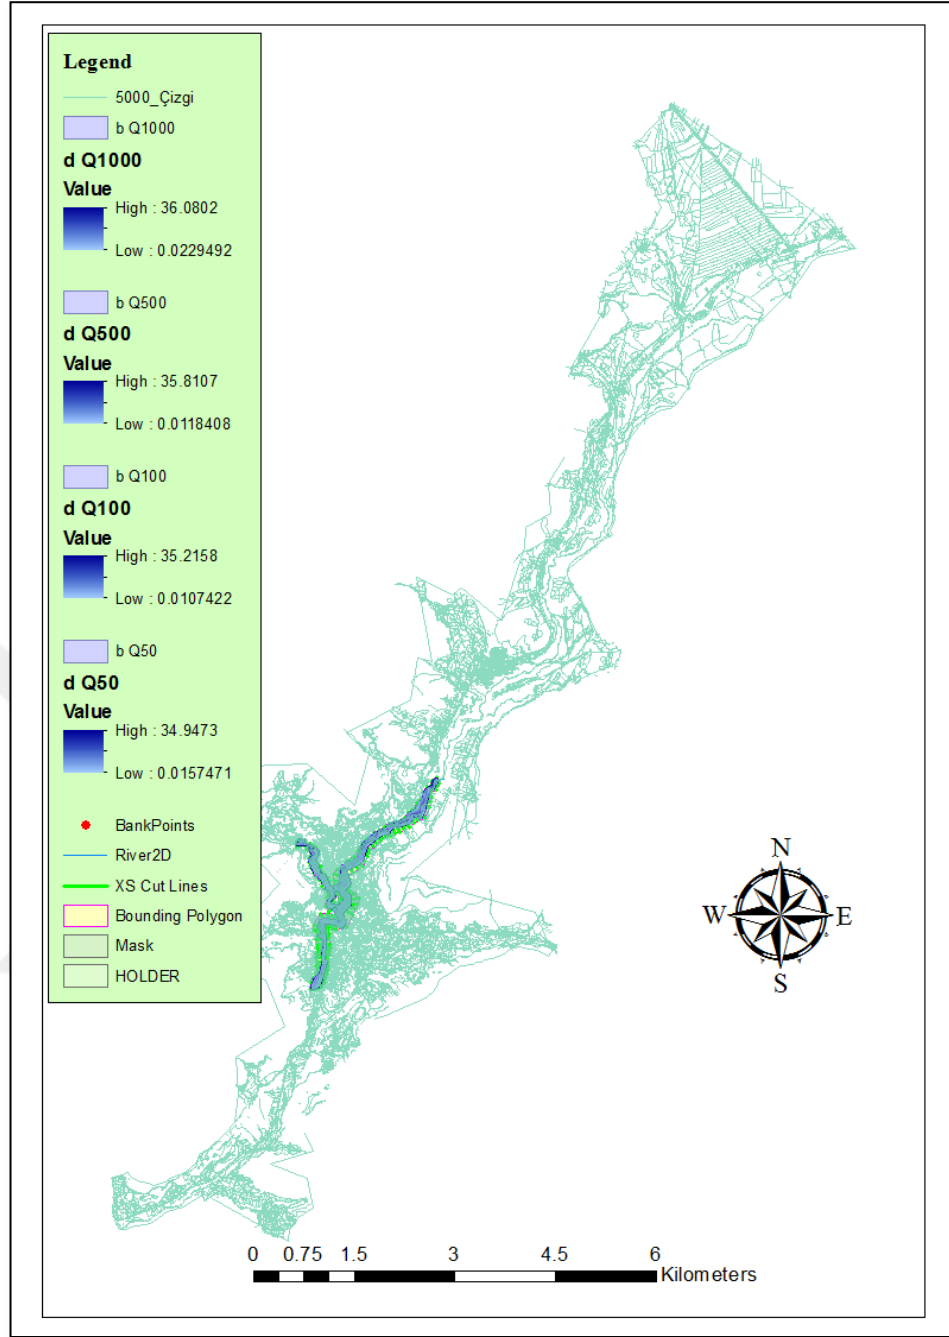 Legend
5000_Çizgi
b Q1000
d Q1000
Value
High : 36.0802
Low : 0.0229492
b Q500
d Q500
Value
High : 35.8107
Low : 0.0118408
b Q100
d Q100
Value
High : 35.2158
Low : 0.0107422
b Q50
d Q50
Value
High : 34.9473
Low : 0.0157471
BankPoints
River2D
XS Cut Lines
Bounding Polygon
Mask
HOLDER
N
W E
S
0 0.75 1.5 3 4.5 6
Kilometers